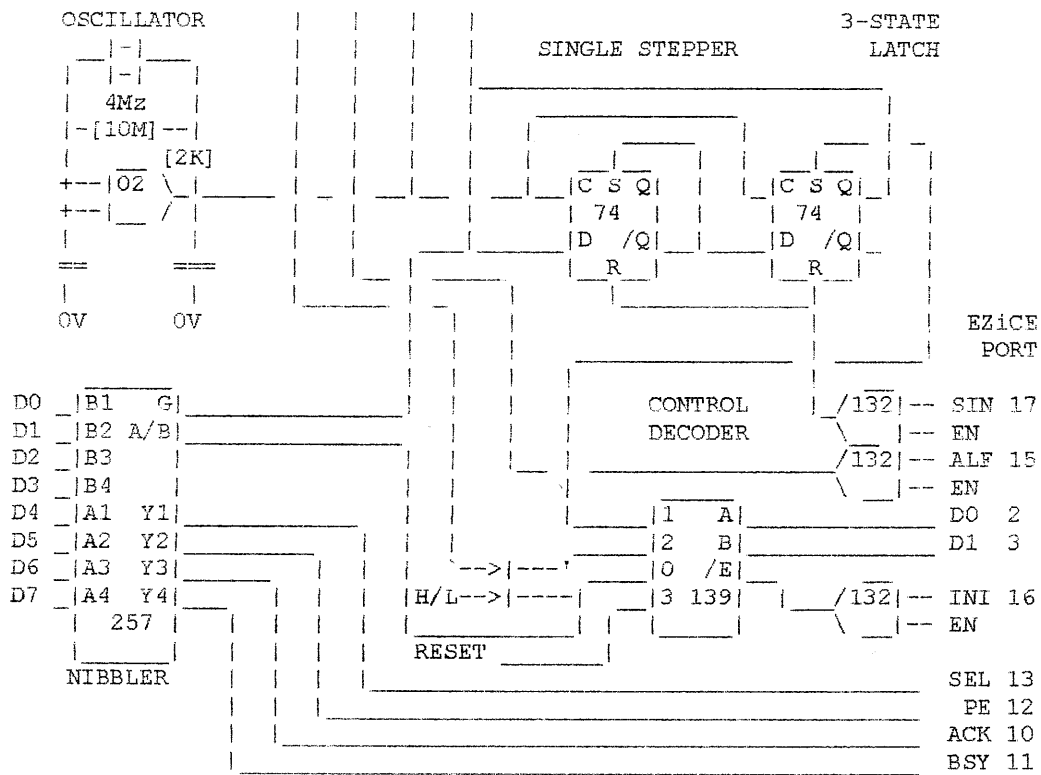 OSCILLATOR 3-STATE
SINGLE STEPPER LATCH
4Mz
-[10M]--
[2K]
+--|02
+--
C S Q C S Q
74 74
D /Q D /Q
R R
== ===
0V 0V EZiCE
PORT
D0 B1 G CONTROL /132 -- SIN 17
D1 B2 A/B DECODER -- EN
D2 B3 /132 -- ALF 15
D3 B4 -- EN
D4 A1 Y1 1 A D0 2
D5 A2 Y2 2 B D1 3
D6 A3 Y3 -->|---' 0 /E
D7 A4 Y4 H/L-->|---- 3 139 /132 -- INI 16
257 -- EN
RESET
NIBBLER SEL 13
PE 12
ACK 10
BSY 11